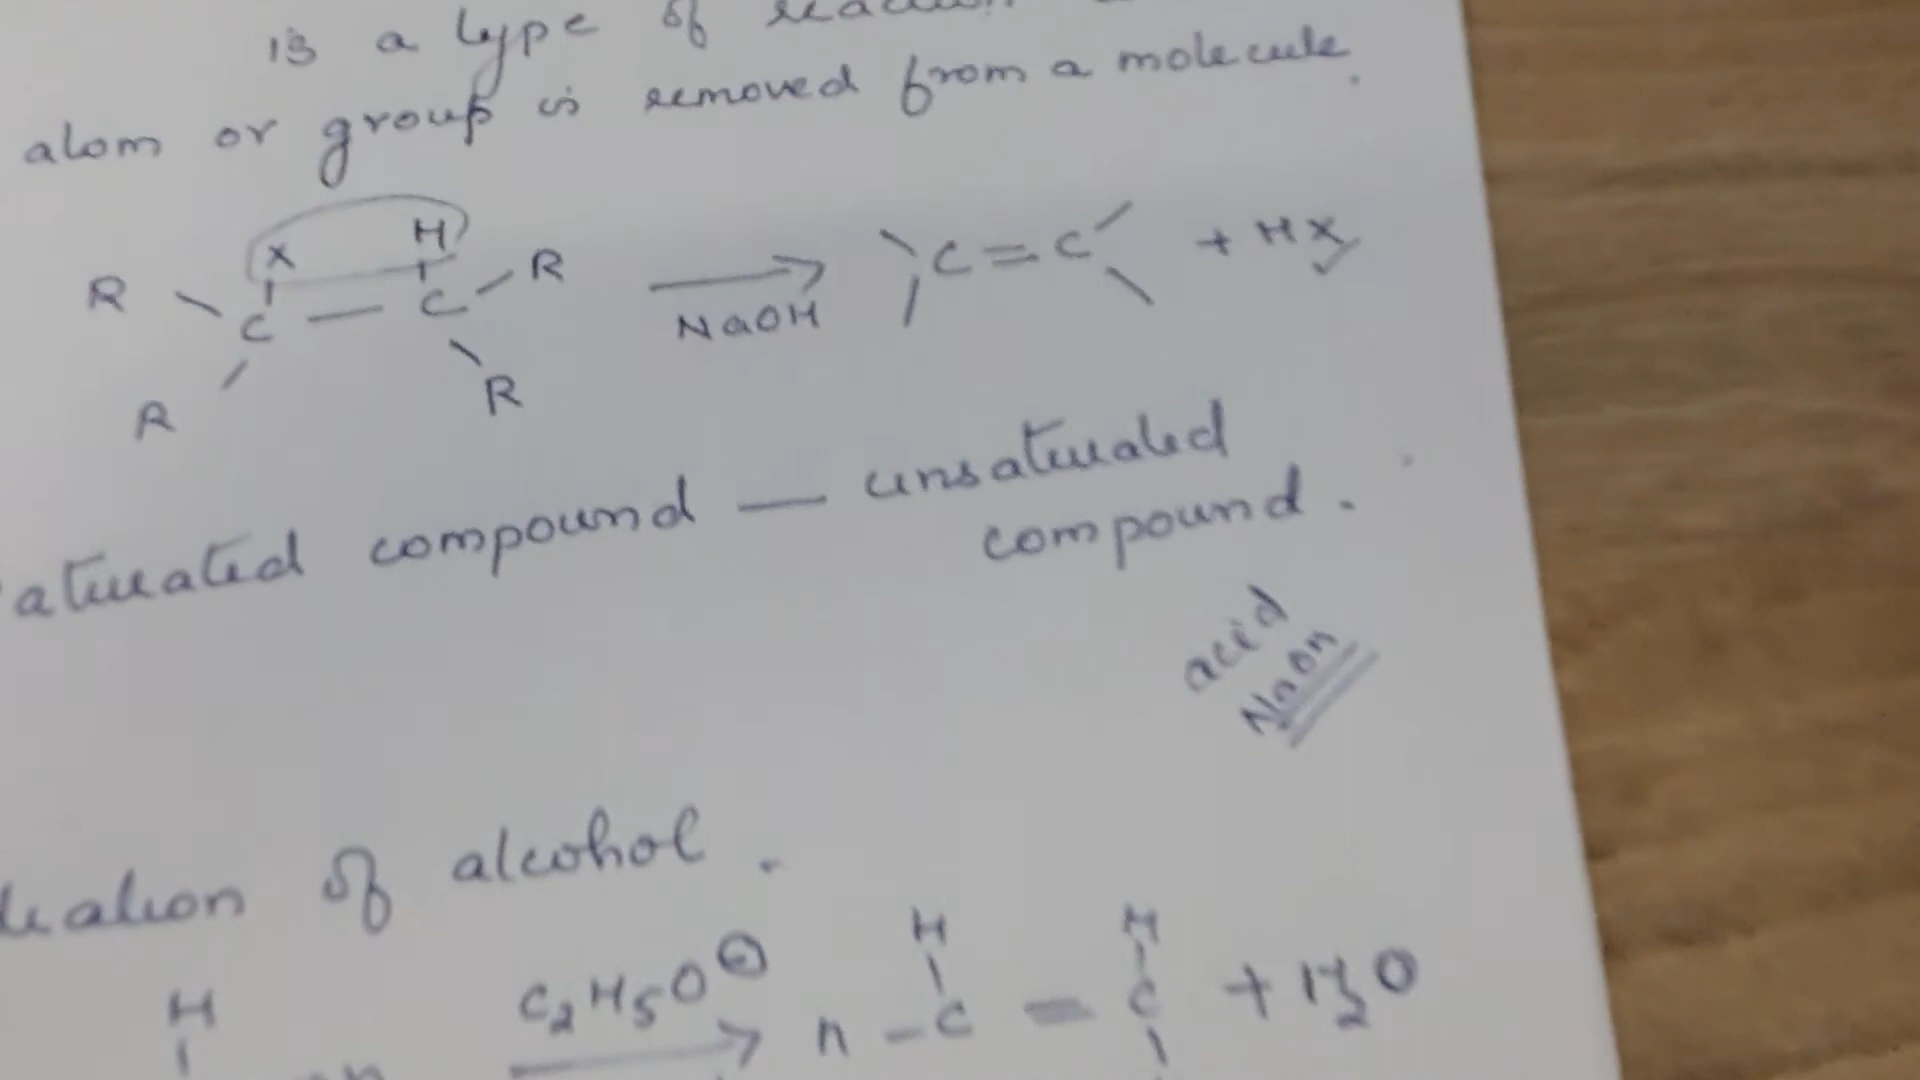 is a type of reaction
atom or group is removed from a molecule.
X H
R R
C — C
R R
NaOH
C = C + HX
aturated compound — unsaturated
compound.
acid
NaOH
of alcohol.
H
C2H5O⊖
H H
H – C = C + H2O